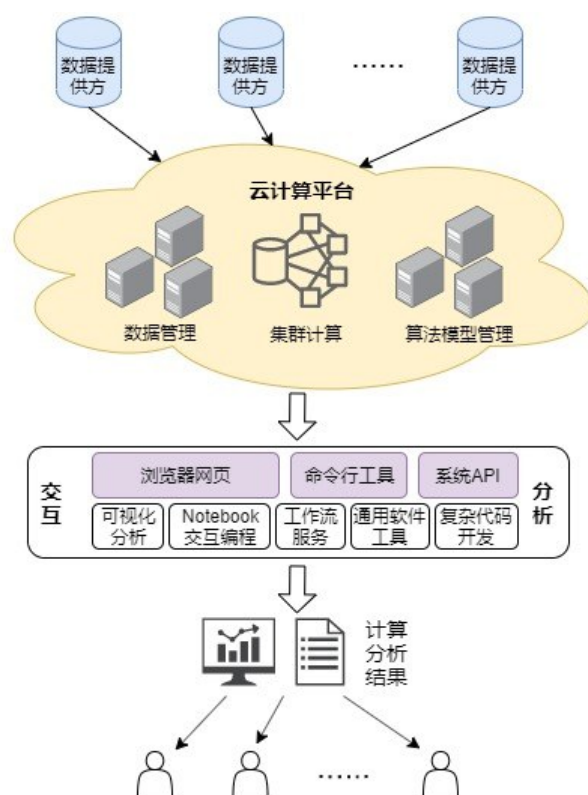 数据提
供方
数据提
供方
……
数据提
供方
云计算平台
数据管理
集群计算
算法模型管理
交
互
浏览器网页
命令行工具
系统API
可视化
分析
Notebook
交互编程
工作流
服务
通用软件
工具
复杂代码
开发
分
析
计算
分析
结果
……